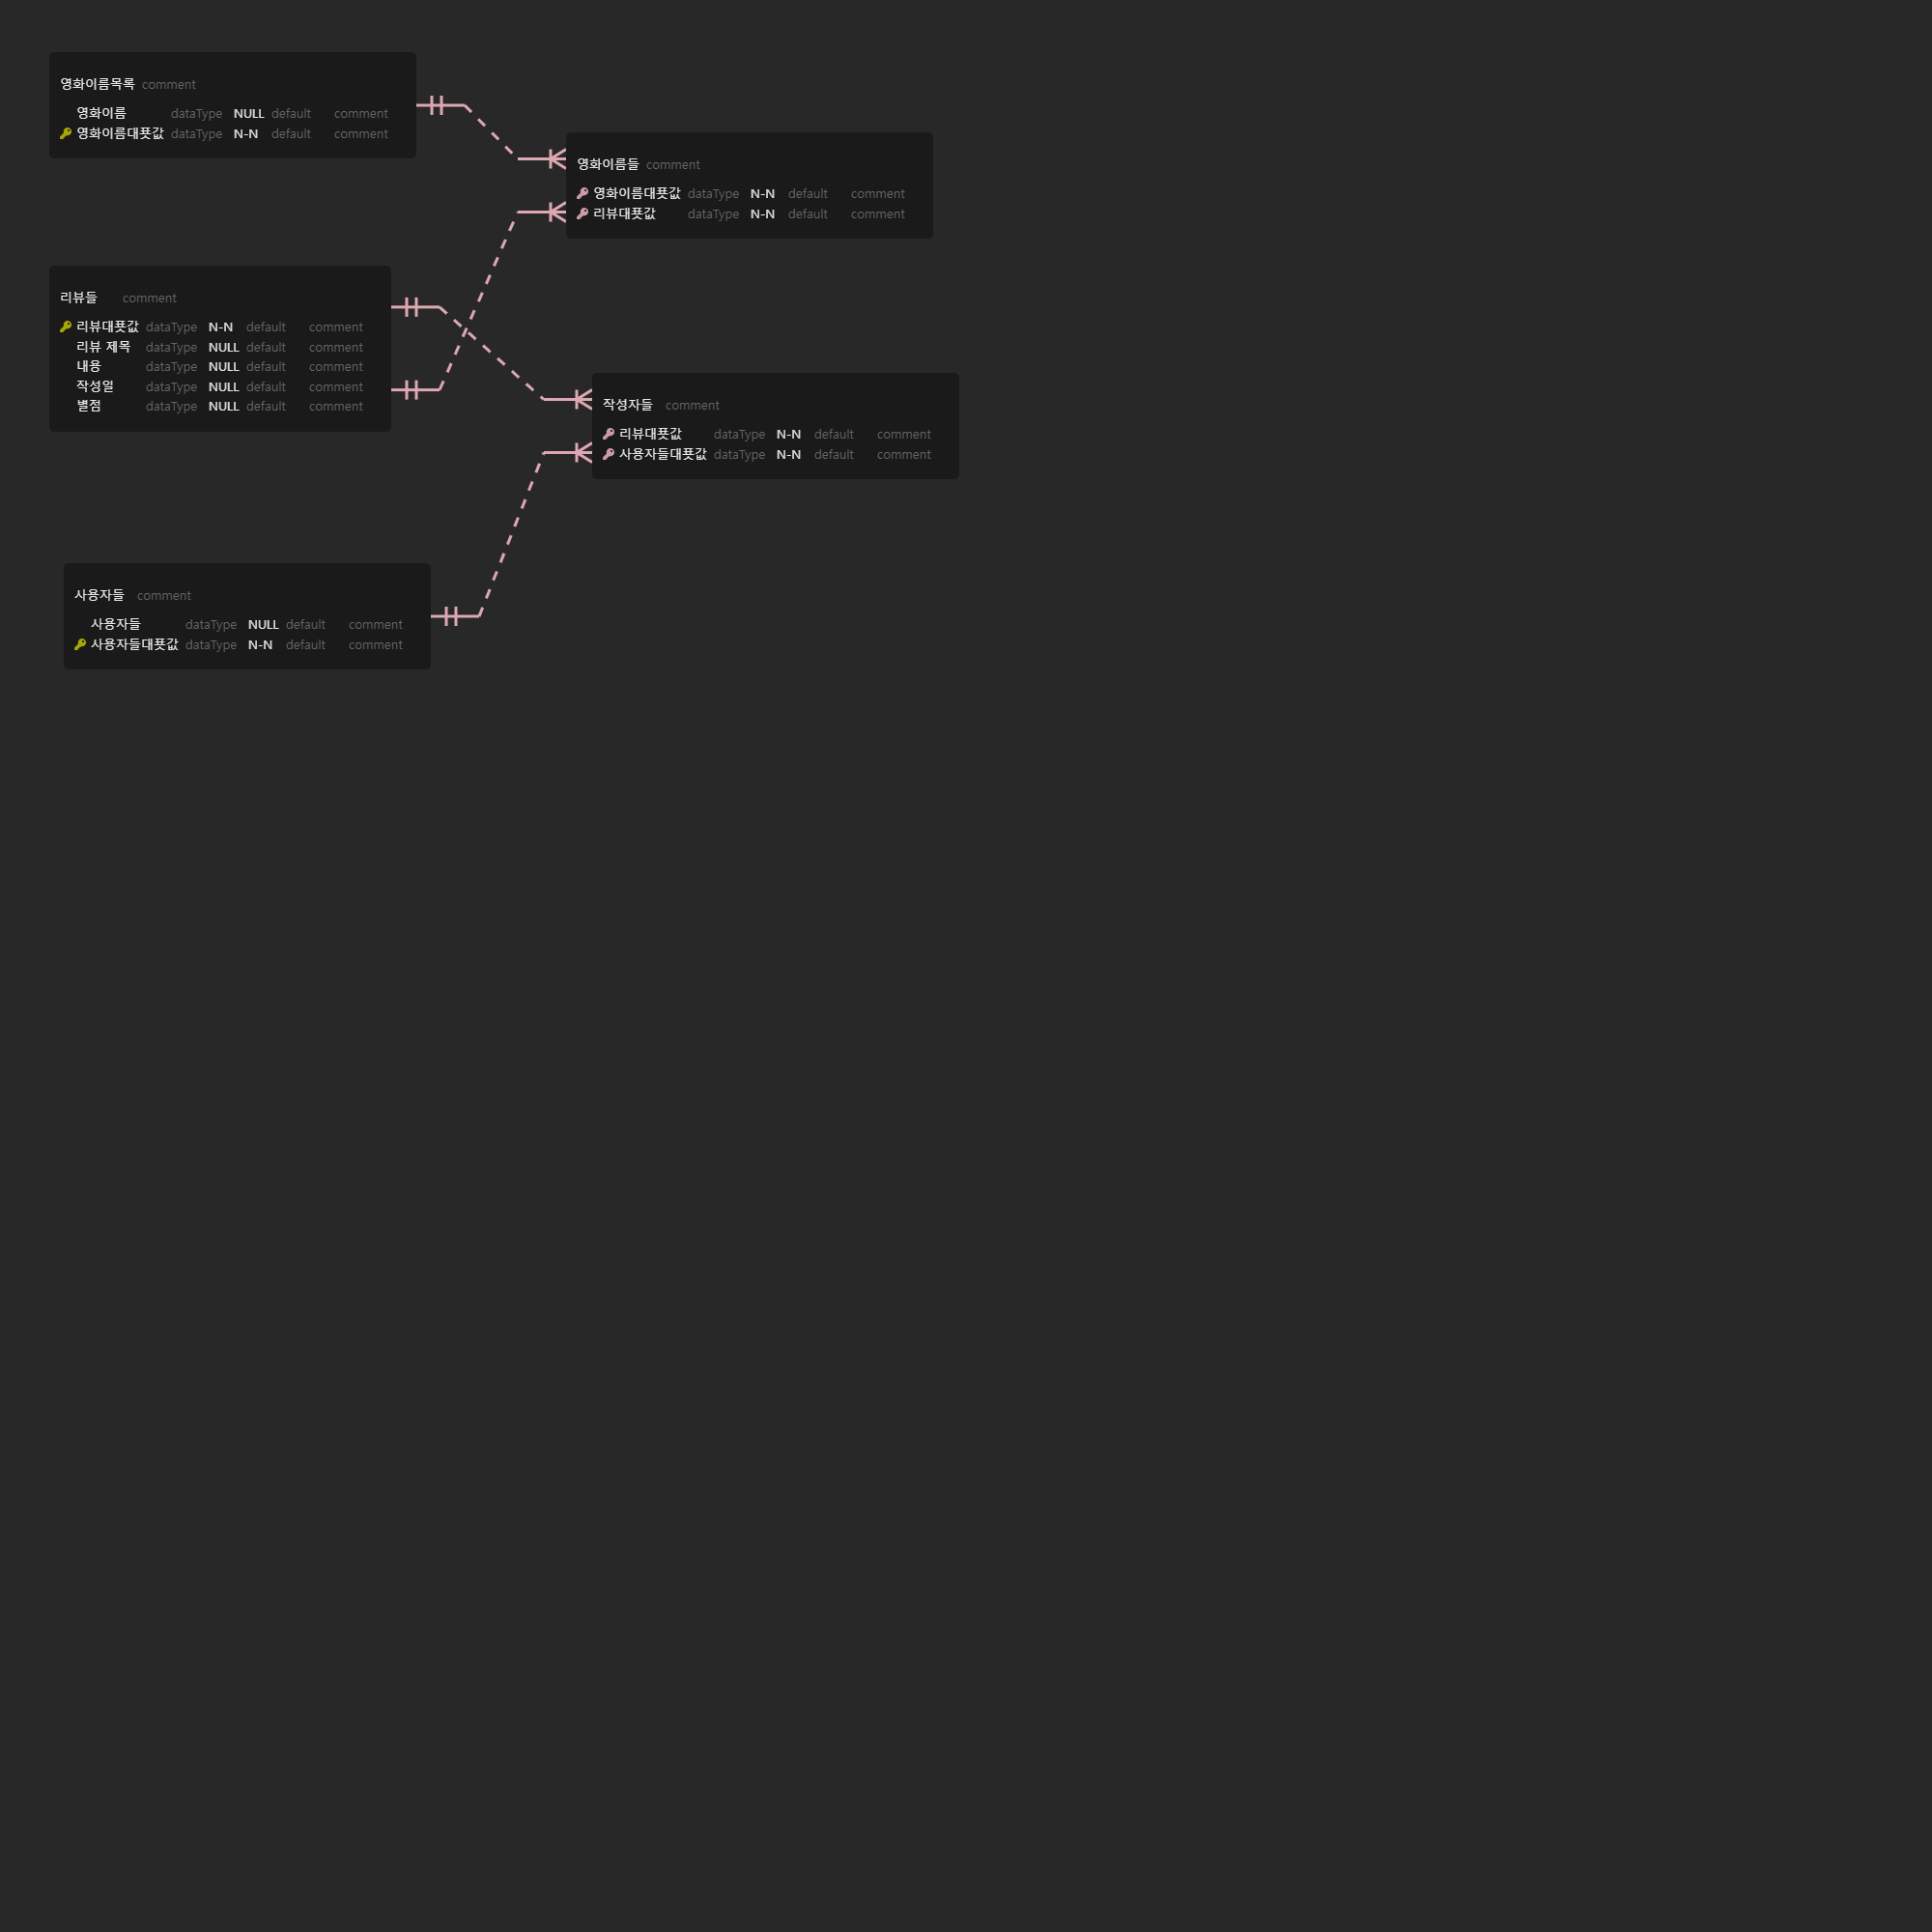 영화이름목록 comment
영화이름 dataType NULL default comment
영화이름대푯값 dataType N-N default comment
영화이름들 comment
영화이름대푯값 dataType N-N default comment
리뷰대푯값 dataType N-N default comment
리뷰들 comment
리뷰대푯값 dataType N-N default comment
리뷰 제목 dataType NULL default comment
내용 dataType NULL default comment
작성일 dataType NULL default comment
별점 dataType NULL default comment
작성자들 comment
리뷰대푯값 dataType N-N default comment
사용자들대푯값 dataType N-N default comment
사용자들 comment
사용자들 dataType NULL default comment
사용자들대푯값 dataType N-N default comment